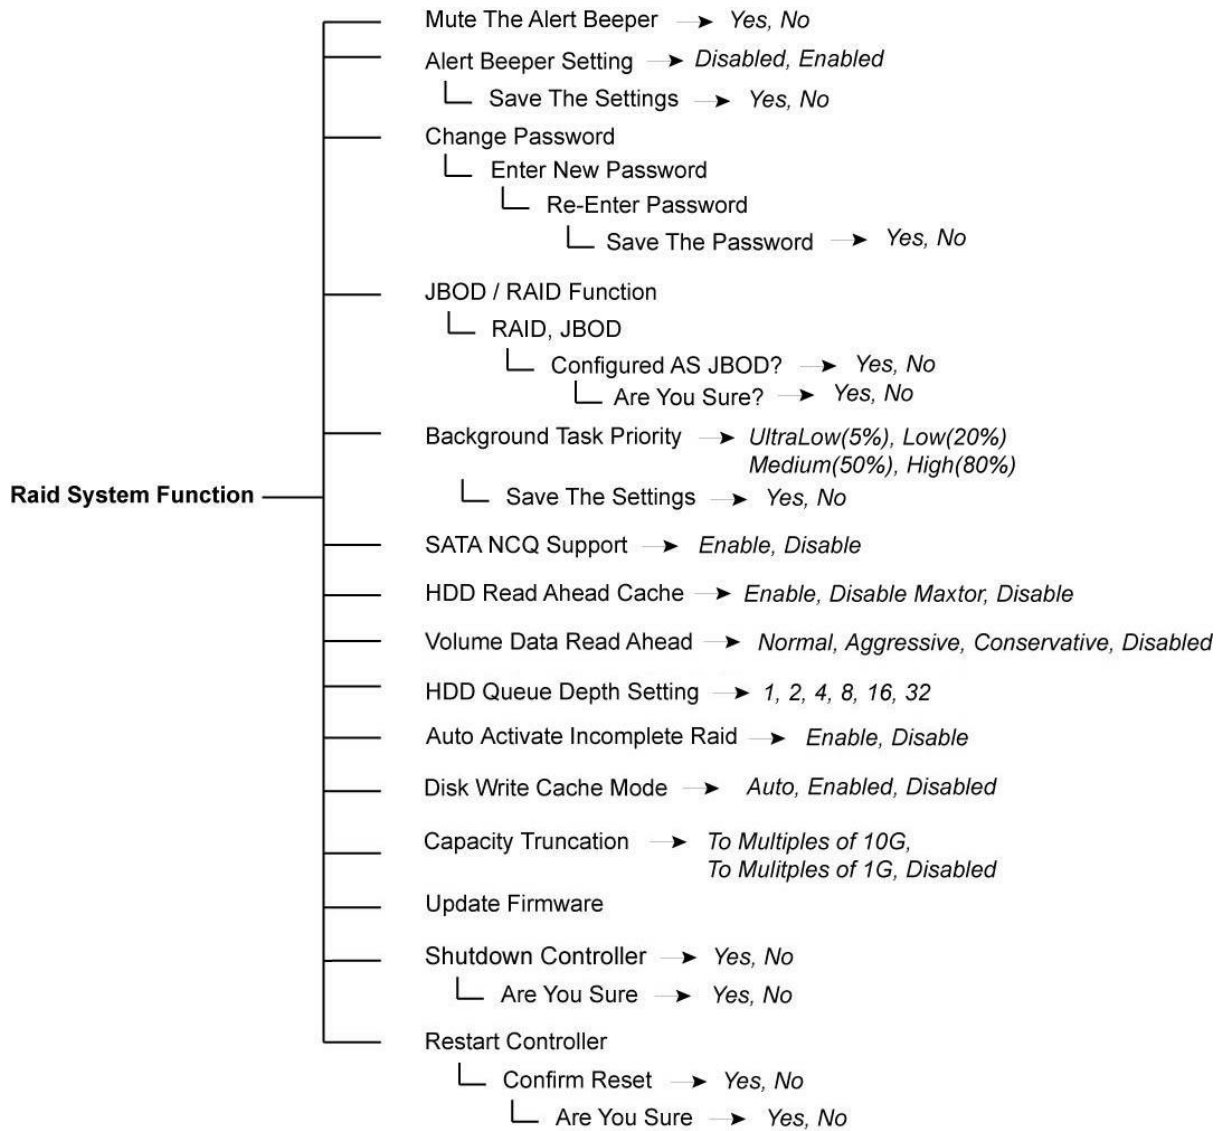 Mute The Alert Beeper Yes, No
Alert Beeper Setting Disabled, Enabled
Save The Settings Yes, No
Change Password
Enter New Password
Re-Enter Password
Save The Password Yes, No
JBOD / RAID Function
RAID, JBOD
Configured AS JBOD? Yes, No
Are You Sure? Yes, No
Background Task Priority UltraLow(5%), Low(20%)
Medium(50%), High(80%)
Raid System Function
Save The Settings Yes, No
SATA NCQ Support Enable, Disable
HDD Read Ahead Cache Enable, Disable Maxtor, Disable
Volume Data Read Ahead Normal, Aggressive, Conservative, Disabled
HDD Queue Depth Setting 1, 2, 4, 8, 16, 32
Auto Activate Incomplete Raid Enable, Disable
Disk Write Cache Mode Auto, Enabled, Disabled
Capacity Truncation To Multiples of 10G,
To Mulitples of 1G, Disabled
Update Firmware
Shutdown Controller Yes, No
Are You Sure Yes, No
Restart Controller
Confirm Reset Yes, No
Are You Sure Yes, No